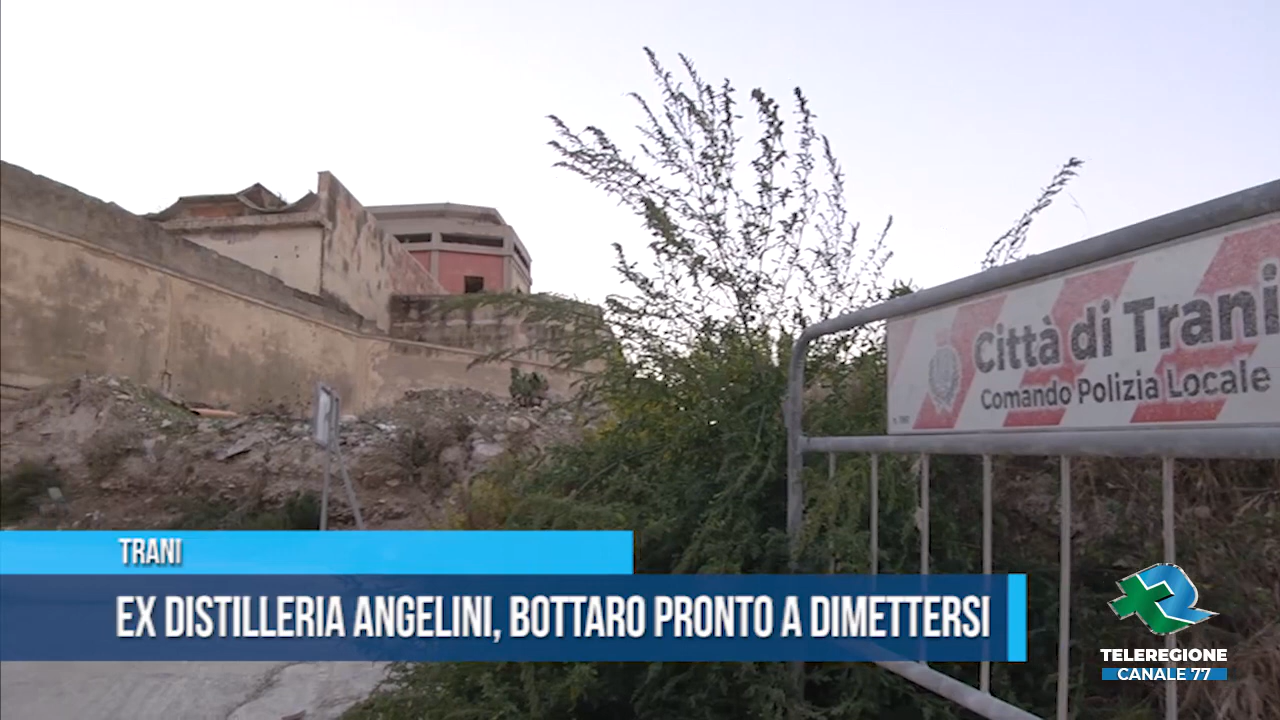 Città di Trani
Comando Polizia Locale
TRANI
EX DISTILLERIA ANGELINI, BOTTARO PRONTO A DIMETTERSI
TELEREGIONE
CANALE 77